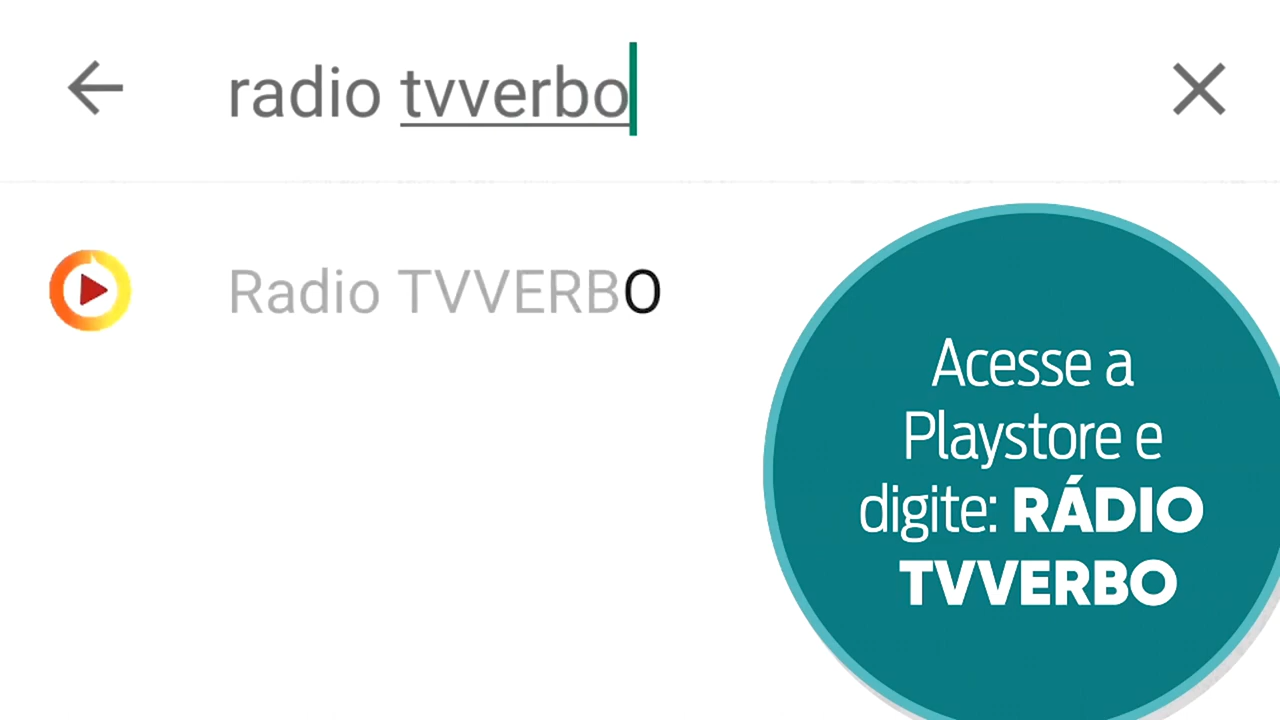 radio tvverbo
Radio TVVERBO
Acesse a
Playstore e
digite: RÁDIO
TVVERBO